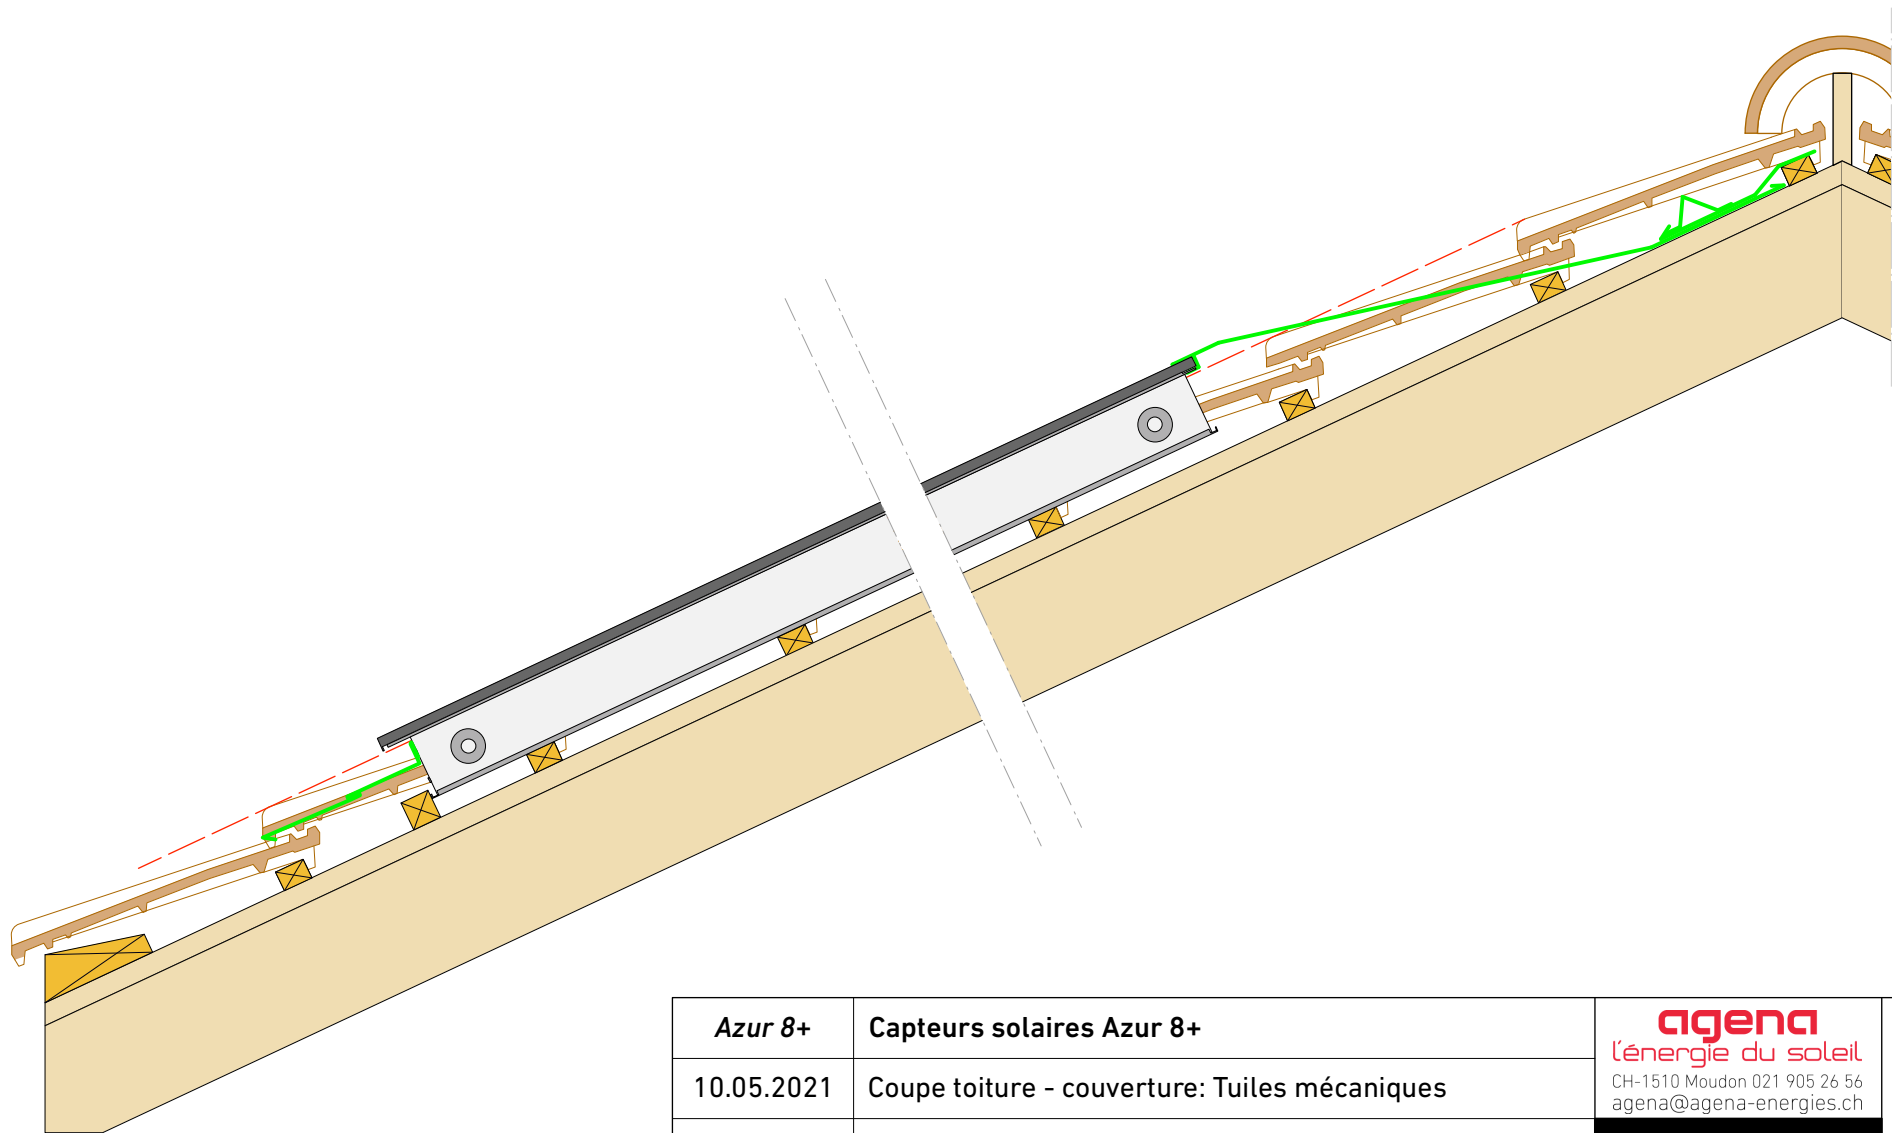 Azur 8+
Capteurs solaires Azur 8+
10.05.2021
Coupe toiture - couverture: Tuiles mécaniques
agena
l'énergie du soleil
CH-1510 Moudon 021 905 26 56
agena@agena-energies.ch